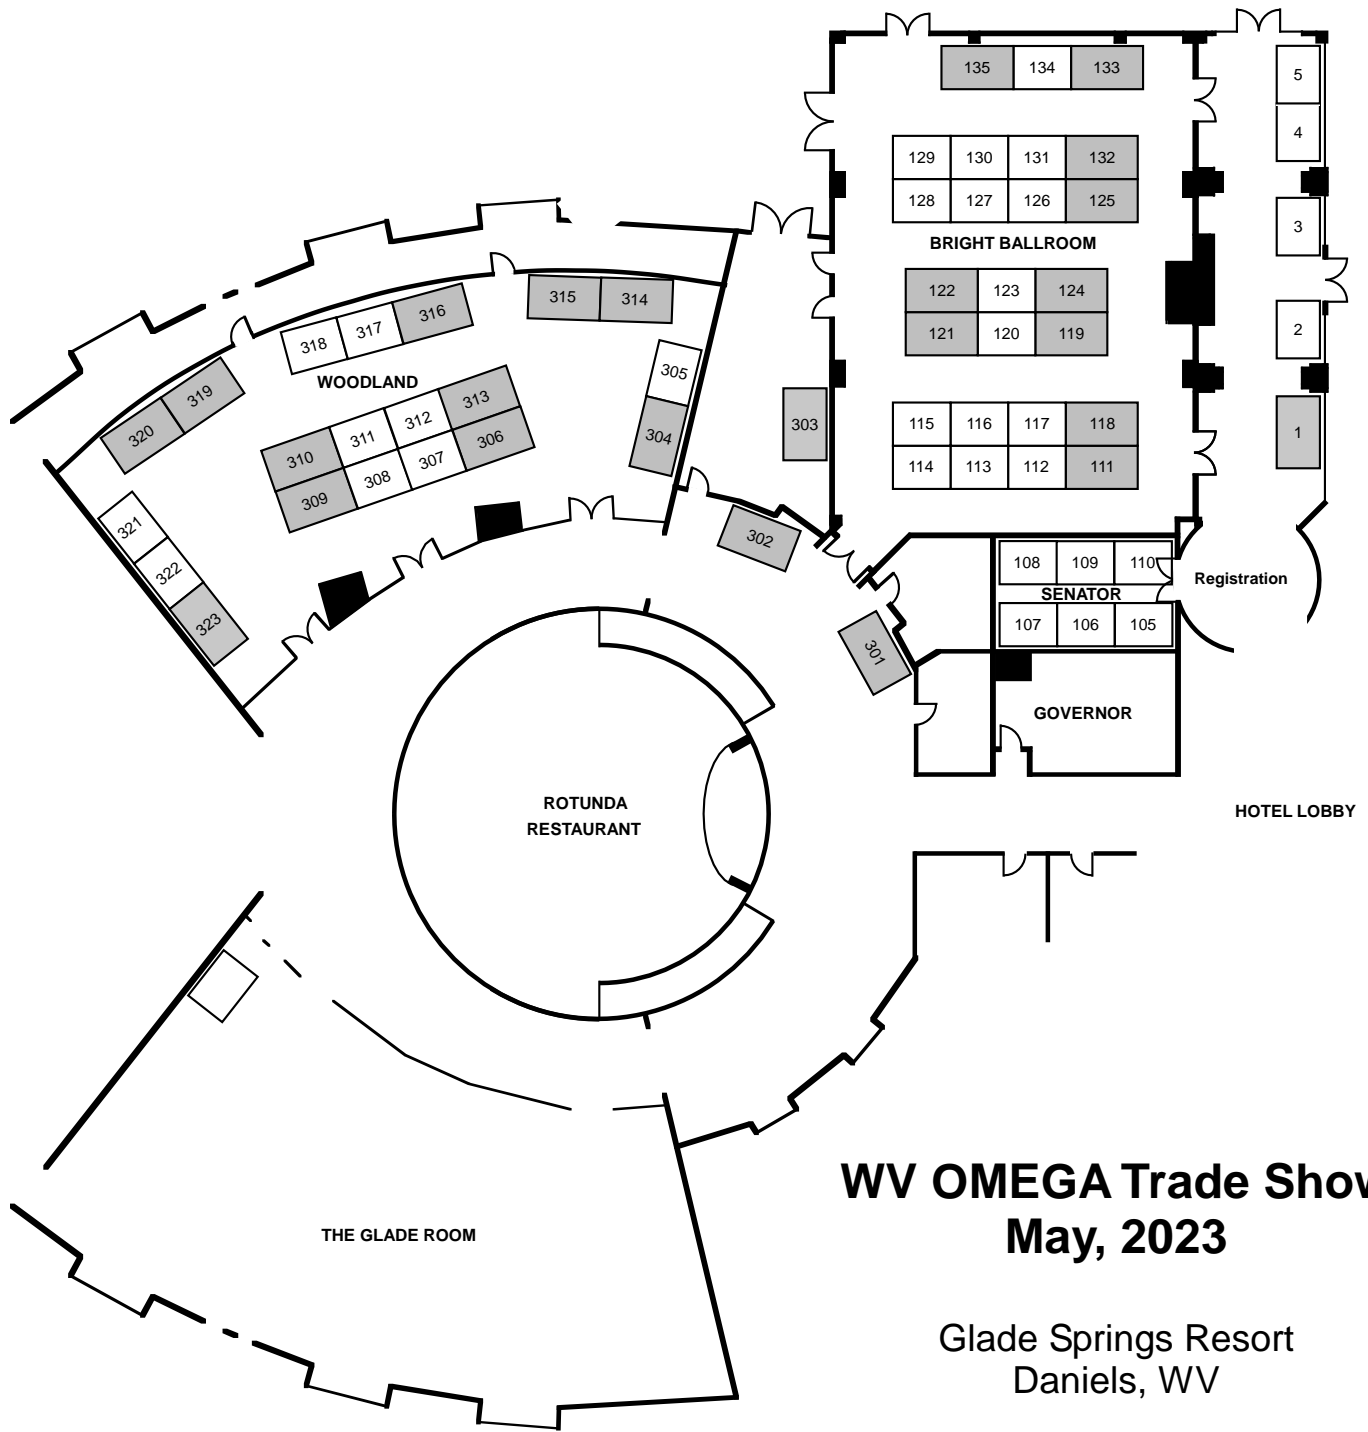 135 134 133
5
4
129 130 131 132
128 127 126 125
3
BRIGHT BALLROOM
122 123 124
121 120 119
2
315 314
316
317
318
305
304
WOODLAND
319
320
313
312
311
310
306
307
308
309
303
115 116 117 118
114 113 112 111
1
321
322
323
302
301
108 109 110
SENATOR
107 106 105
Registration
GOVERNOR
ROTUNDA
RESTAURANT
HOTEL LOBBY
THE GLADE ROOM
WV OMEGA Trade Show
May, 2023
Glade Springs Resort
Daniels, WV